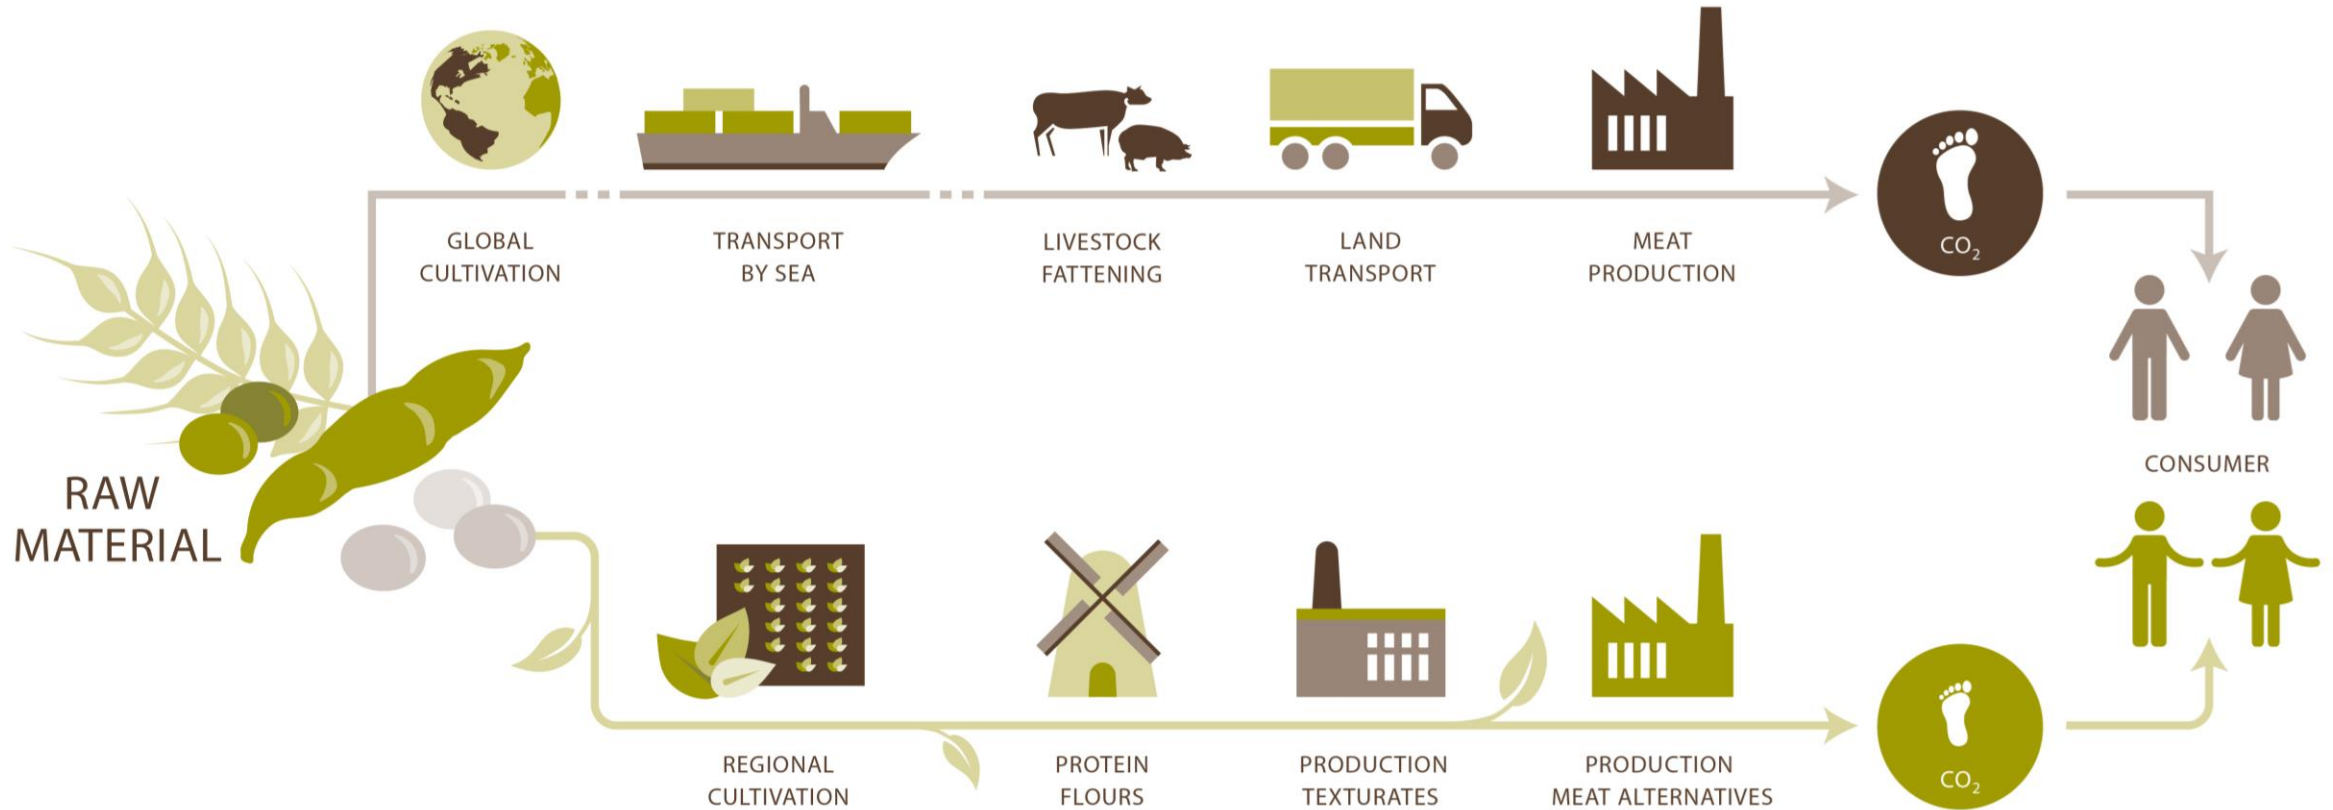 GLOBAL
CULTIVATION
TRANSPORT
BY SEA
LIVESTOCK
FATTENING
LAND
TRANSPORT
MEAT
PRODUCTION
CO₂
RAW
MATERIAL
CONSUMER
REGIONAL
CULTIVATION
PROTEIN
FLOURS
PRODUCTION
TEXTURATES
PRODUCTION
MEAT ALTERNATIVES
CO₂